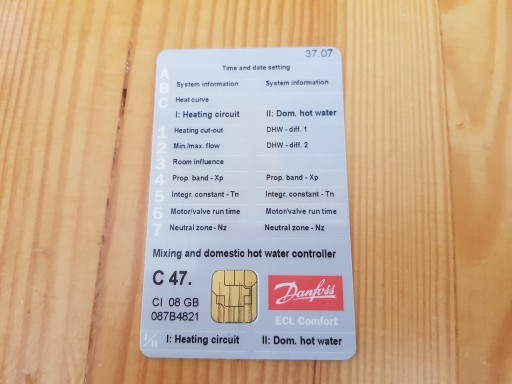 37.07
Time and date setting
A
B System information System information
C Heat curve
I: Heating circuit II: Dom. hot water
1 Heating cut-out DHW - diff. 1
2 Min./max. flow DHW - diff. 2
3 Room influence
4 Prop. band - Xp Prop. band - Xp
5 Integr. constant - Tn Integr. constant - Tn
6 Motor/valve run time Motor/valve run time
7 Neutral zone - Nz Neutral zone - Nz
Mixing and domestic hot water controller
C 47.
CI 08 GB
087B4821
Danfoss
ECL Comfort
I/II I: Heating circuit II: Dom. hot water